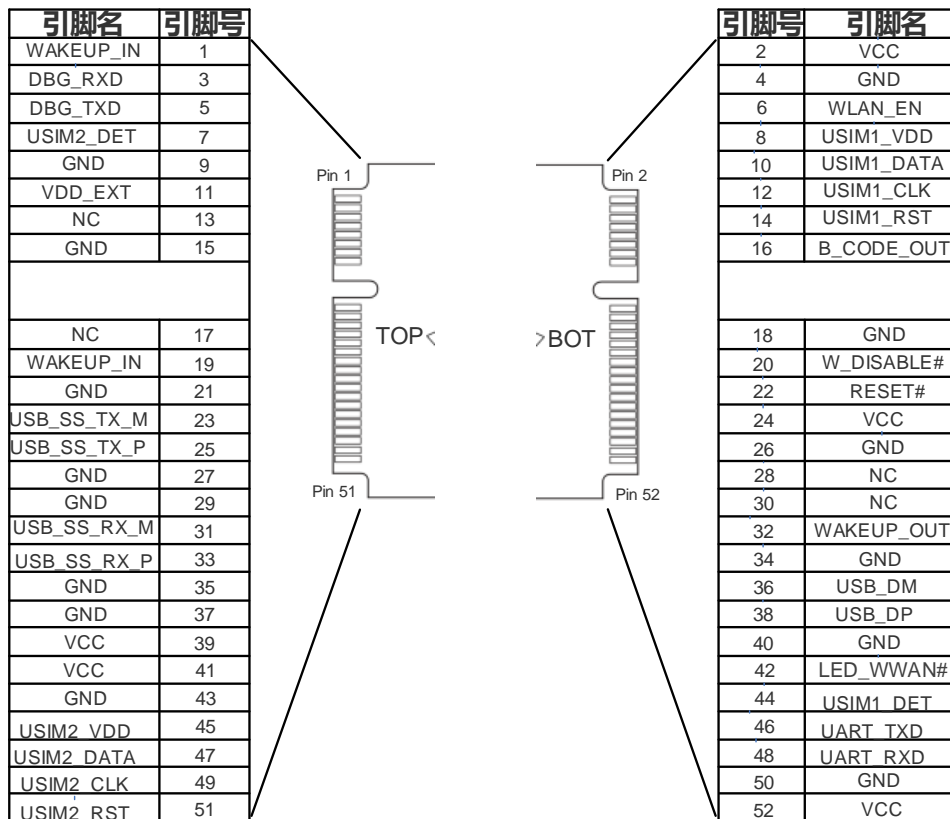 引脚名 引脚号
WAKEUP_IN 1
DBG_RXD 3
DBG_TXD 5
USIM2_DET 7
GND 9
VDD_EXT 11
NC 13
GND 15
NC 17
WAKEUP_IN 19
GND 21
USB_SS_TX_M 23
USB_SS_TX_P 25
GND 27
GND 29
USB_SS_RX_M 31
USB_SS_RX_P 33
GND 35
GND 37
VCC 39
VCC 41
GND 43
USIM2_VDD 45
USIM2_DATA 47
USIM2_CLK 49
USIM2_RST 51
Pin 1
TOP
Pin 51
Pin 2
BOT
Pin 52
引脚号 引脚名
2 VCC
4 GND
6 WLAN_EN
8 USIM1_VDD
10 USIM1_DATA
12 USIM1_CLK
14 USIM1_RST
16 B_CODE_OUT
18 GND
20 W_DISABLE#
22 RESET#
24 VCC
26 GND
28 NC
30 NC
32 WAKEUP_OUT
34 GND
36 USB_DM
38 USB_DP
40 GND
42 LED_WWAN#
44 USIM1_DET
46 UART_TXD
48 UART_RXD
50 GND
52 VCC